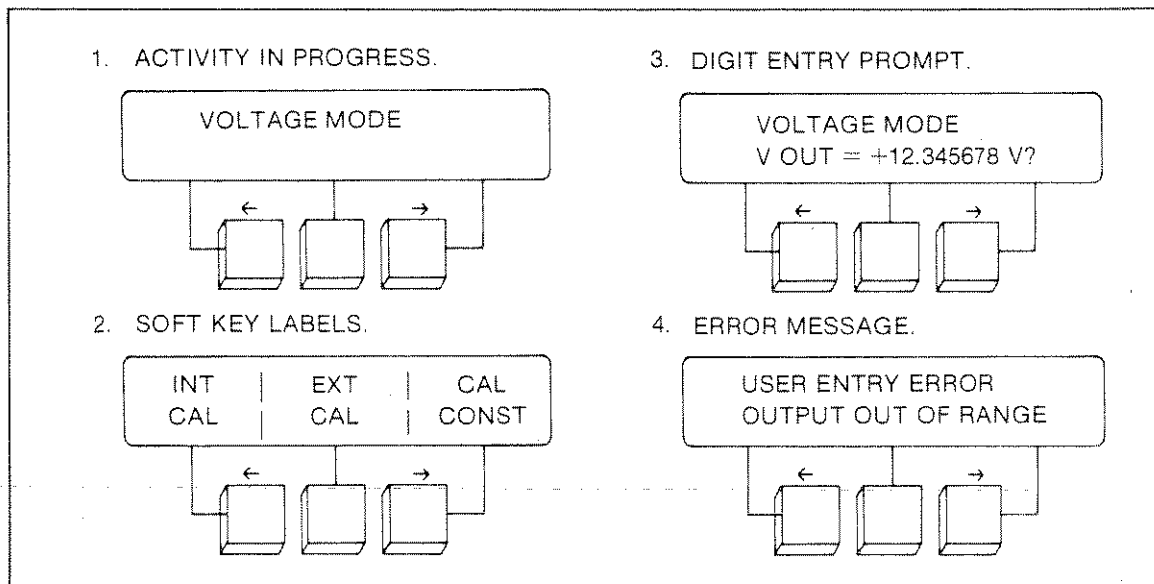 1. ACTIVITY IN PROGRESS.
VOLTAGE MODE
← →
2. SOFT KEY LABELS.
INT | EXT | CAL
CAL | CAL | CONST
← →
3. DIGIT ENTRY PROMPT.
VOLTAGE MODE
V OUT = +12.345678 V?
← →
4. ERROR MESSAGE.
USER ENTRY ERROR
OUTPUT OUT OF RANGE
← →